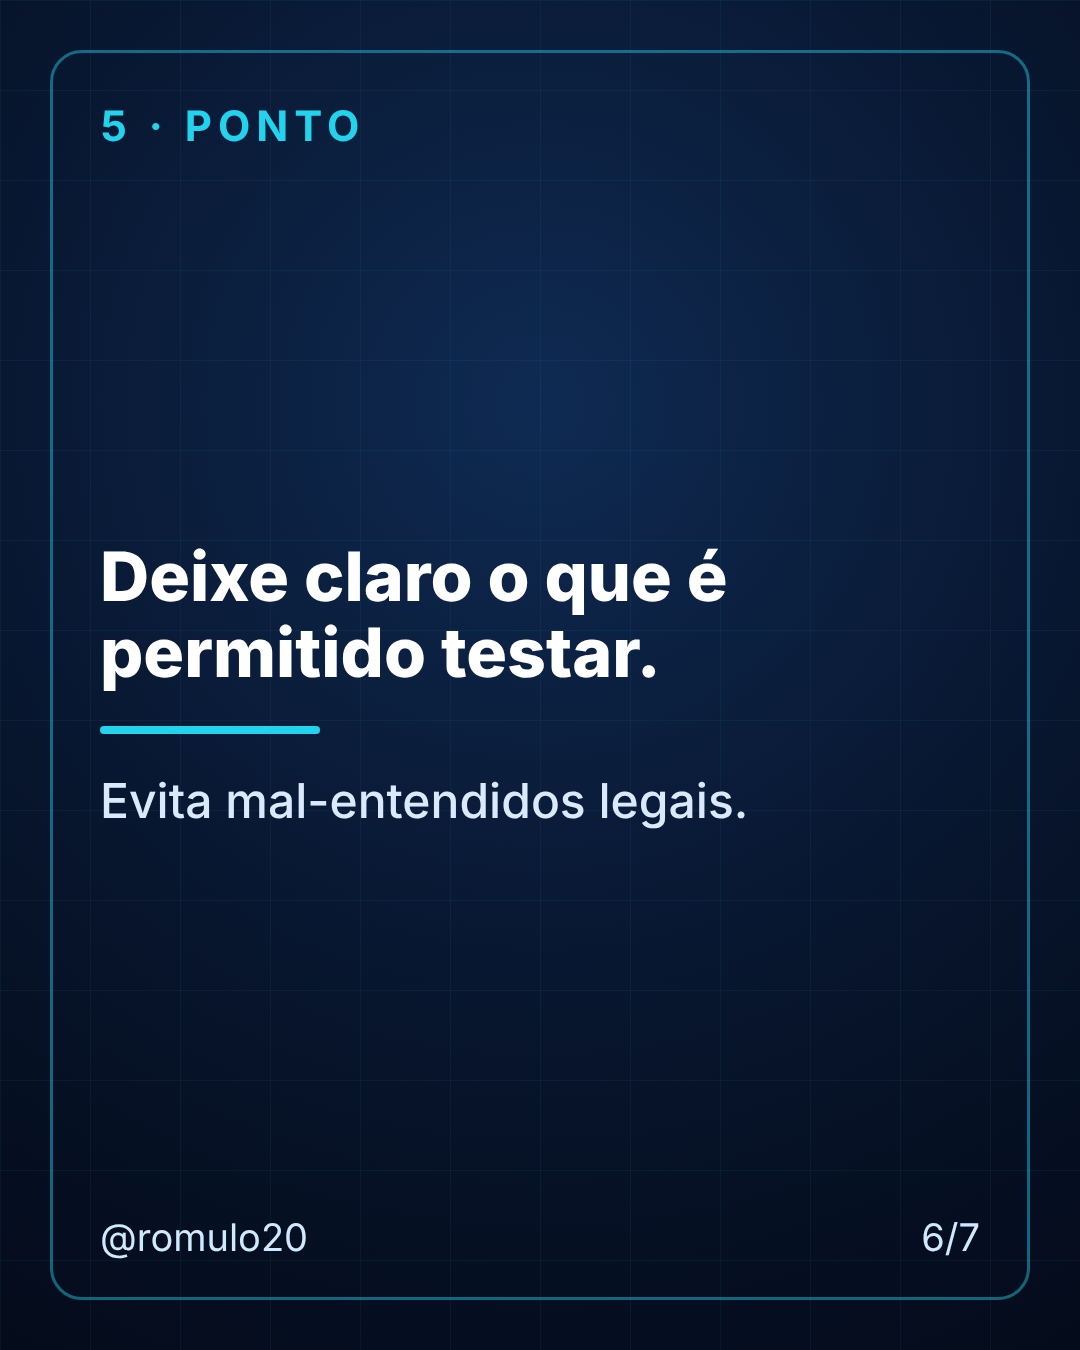 5 · PONTO
Deixe claro o que é
permitido testar.
Evita mal-entendidos legais.
@romulo20
6/7